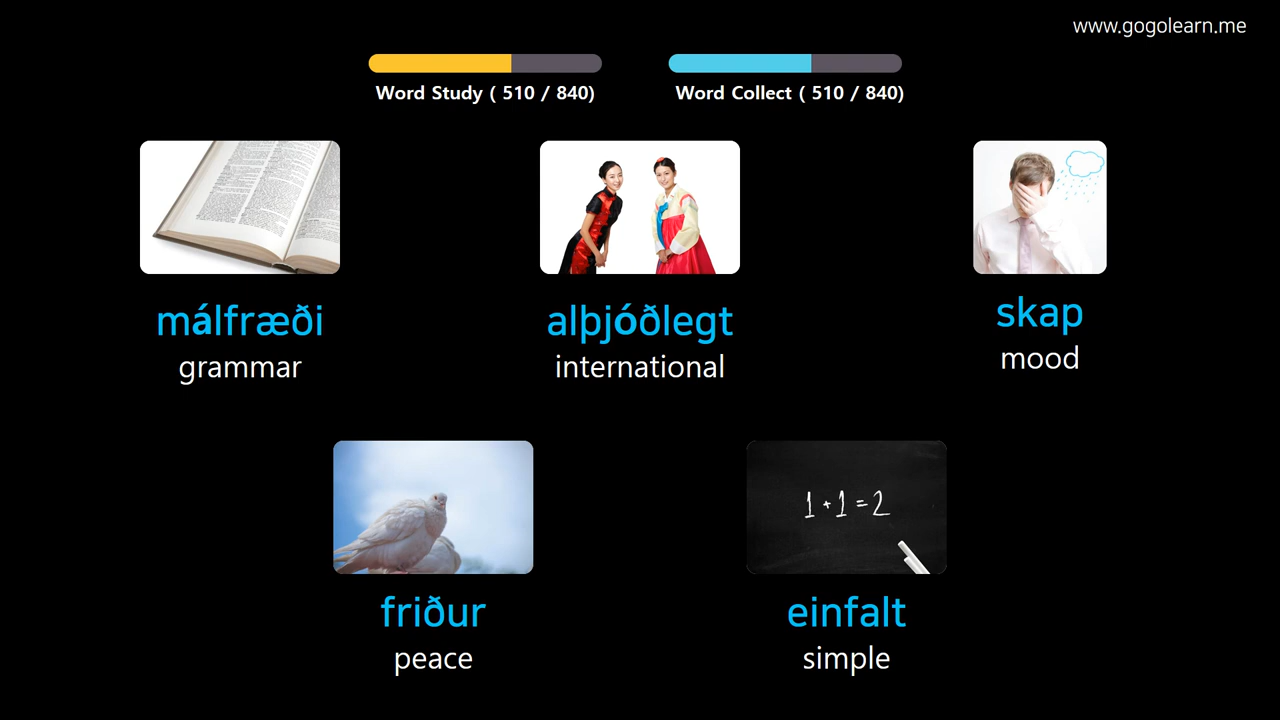 www.gogolearn.me
Word Study ( 510 / 840)
Word Collect ( 510 / 840)
málfræði
grammar
alþjóðlegt
international
skap
mood
1+1=2
friður
peace
einfalt
simple